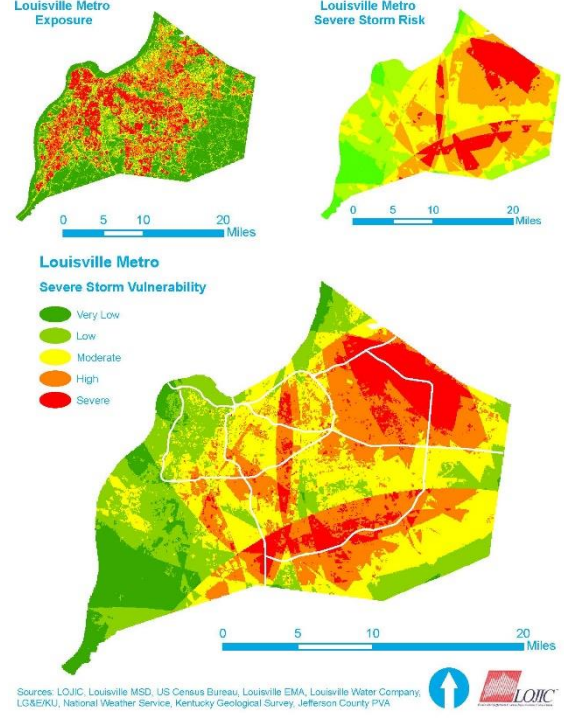 Louisville Metro
Exposure
Louisville Metro
Severe Storm Risk
0 5 10 20
Miles
0 5 10 20
Miles
Louisville Metro
Severe Storm Vulnerability
Very Low
Low
Moderate
High
Severe
0 5 10 20
Miles
Sources: LOJIC, Louisville MSD, US Census Bureau, Louisville EMA, Louisville Water Company,
LG&E/KU, National Weather Service, Kentucky Geological Survey, Jefferson County PVA
LOJIC